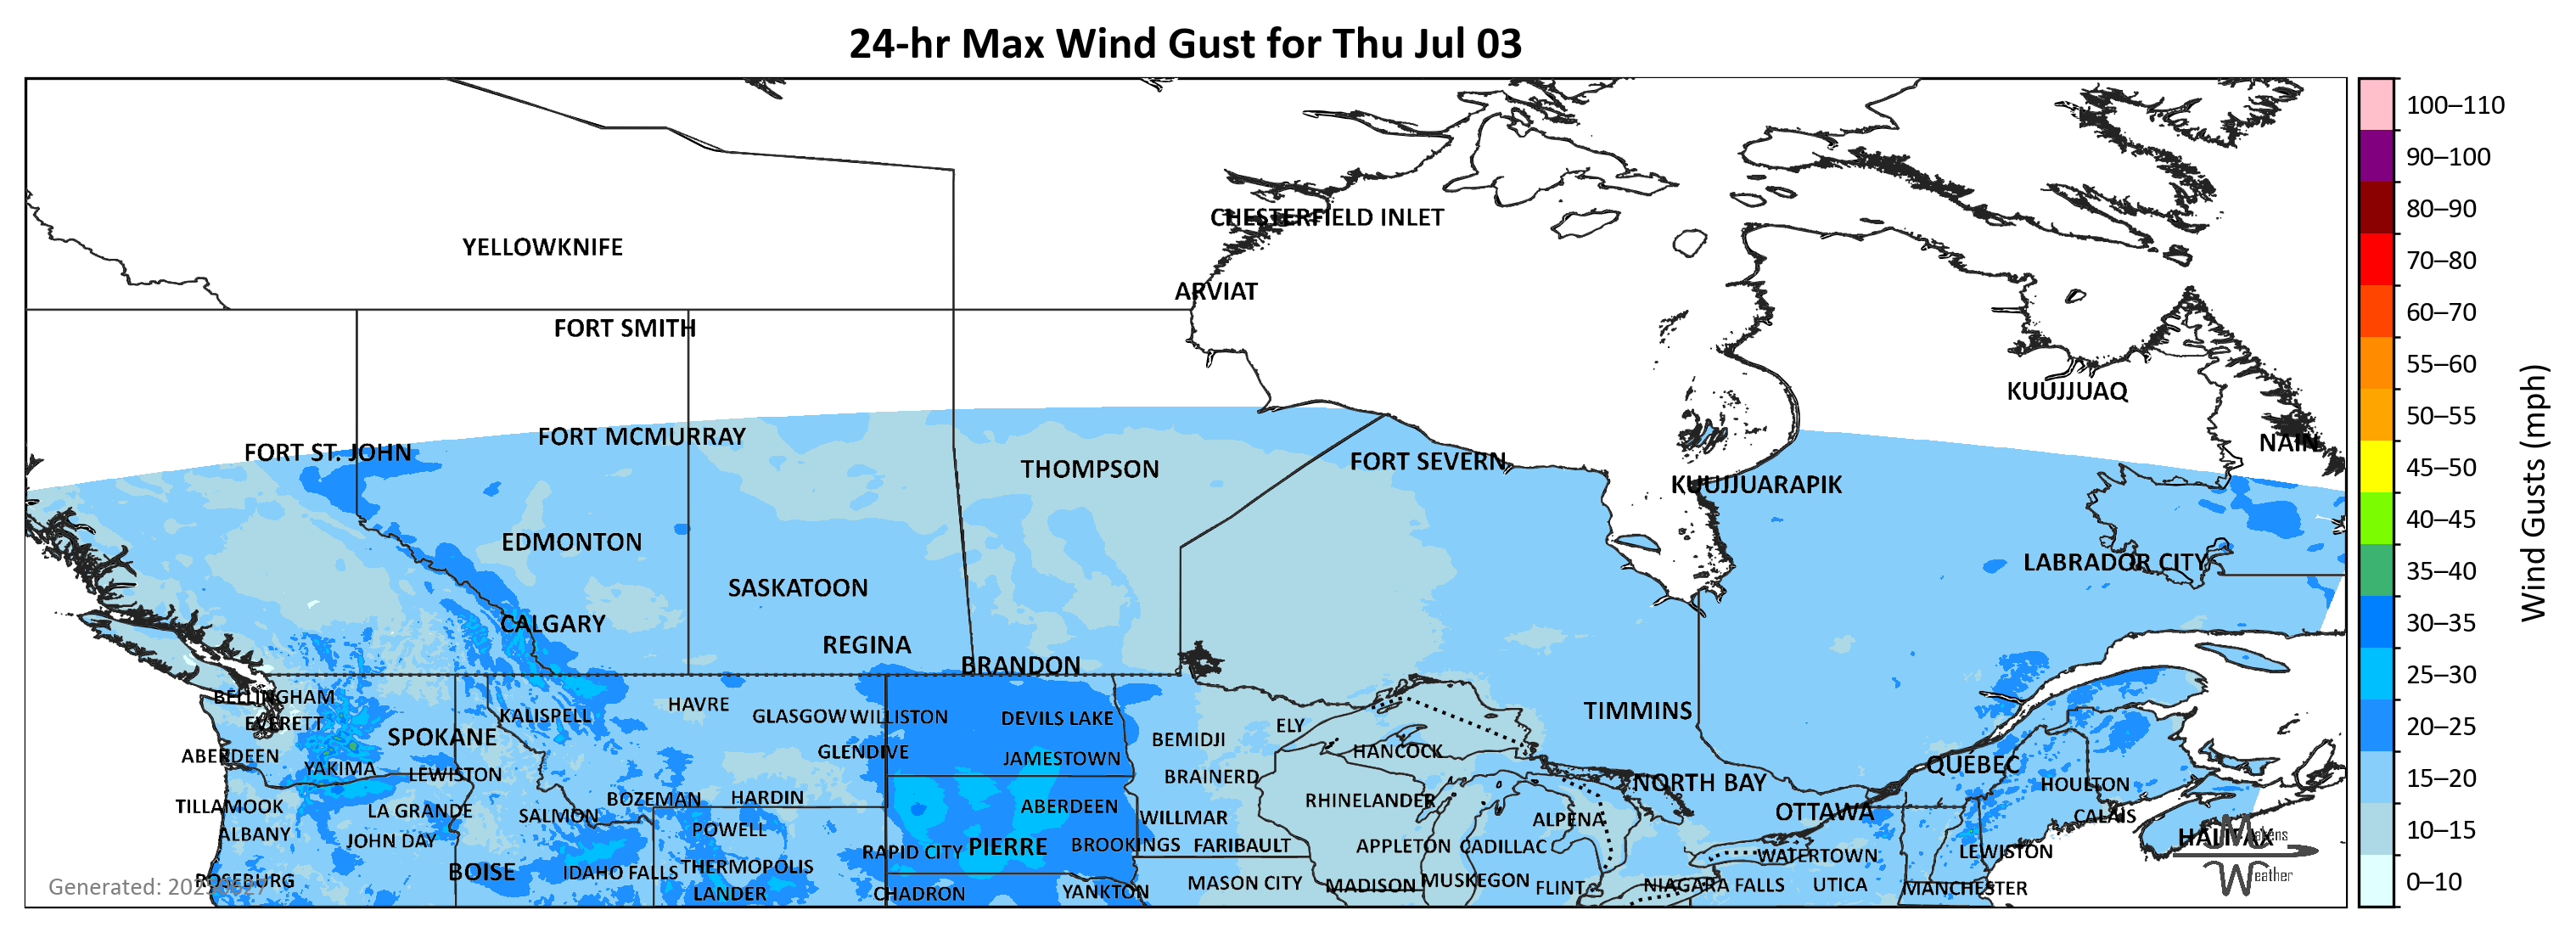 24-hr Max Wind Gust for Thu Jul 03
100–110
90–100
CHESTERFIELD INLET
80–90
YELLOWKNIFE
70–80
ARVIAT
60–70
FORT SMITH
55–60
KUUJJUAQ
50–55
FORT MCMURRAY
NAIN
FORT ST. JOHN
45–50
THOMPSON
FORT SEVERN
KUUJJUARAPIK
40–45
EDMONTON
LABRADOR CITY
35–40
Wind Gusts (mph)
SASKATOON
CALGARY
30–35
REGINA
BRANDON
25–30
BELLINGHAM
HAVRE
TIMMINS
KALISPELL
GLASGOW WILLISTON
DEVILS LAKE
EVERETT
ELY
20–25
SPOKANE
BEMIDJI
HANCOCK
ABERDEEN
GLENDIVE
JAMESTOWN
QUÉBEC
YAKIMA
LEWISTON
BRAINERD
15–20
NORTH BAY
HOULTON
BOZEMAN
HARDIN
RHINELANDER
TILLAMOOK
LA GRANDE
SALMON
ABERDEEN
WILLMAR
OTTAWA
CALAIS
ALPENA
10–15
ALBANY
JOHN DAY
POWELL
HALIFAX
Makens
RAPID CITY
PIERRE
BROOKINGS
FARIBAULT
APPLETON
CADILLAC
WATERTOWN
LEWISTON
BOISE
IDAHO FALLS
THERMOPOLIS
Weather
ROSEBURG
MASON CITY
MADISON
MUSKEGON
FLINT
NIAGARA FALLS
UTICA
MANCHESTER
0–10
LANDER
CHADRON
YANKTON
Generated: